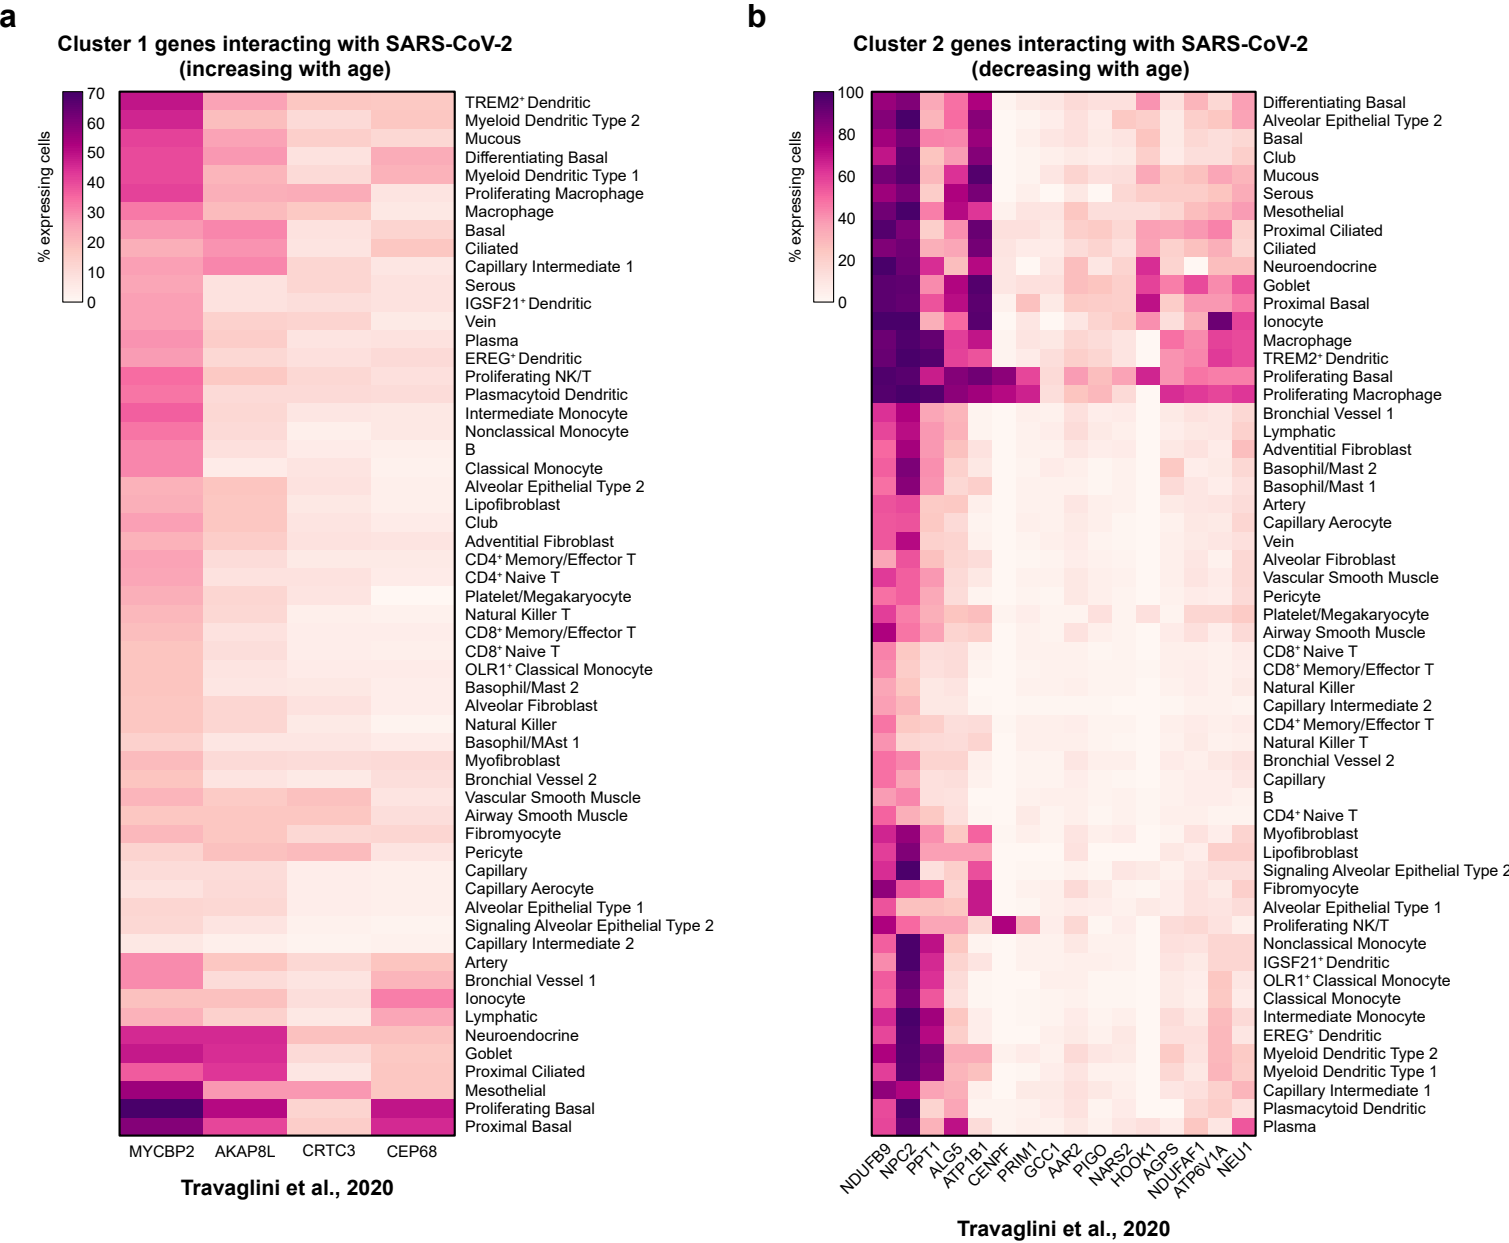 a
Cluster 1 genes interacting with SARS-CoV-2
(increasing with age)
% expressing cells
70
60
50
40
30
20
10
0
TREM2+ Dendritic
Myeloid Dendritic Type 2
Mucous
Differentiating Basal
Myeloid Dendritic Type 1
Proliferating Macrophage
Macrophage
Basal
Ciliated
Capillary Intermediate 1
Serous
IGSF21+ Dendritic
Vein
Plasma
EREG+ Dendritic
Proliferating NK/T
Plasmacytoid Dendritic
Intermediate Monocyte
Nonclassical Monocyte
B
Classical Monocyte
Alveolar Epithelial Type 2
Lipofibroblast
Club
Adventitial Fibroblast
CD4+ Memory/Effector T
CD4+ Naive T
Platelet/Megakaryocyte
Natural Killer T
CD8+ Memory/Effector T
CD8+ Naive T
OLR1+ Classical Monocyte
Basophil/Mast 2
Alveolar Fibroblast
Natural Killer
Basophil/MAst 1
Myofibroblast
Bronchial Vessel 2
Vascular Smooth Muscle
Airway Smooth Muscle
Fibromyocyte
Pericyte
Capillary
Capillary Aerocyte
Alveolar Epithelial Type 1
Signaling Alveolar Epithelial Type 2
Capillary Intermediate 2
Artery
Bronchial Vessel 1
Ionocyte
Lymphatic
Neuroendocrine
Goblet
Proximal Ciliated
Mesothelial
Proliferating Basal
Proximal Basal
MYCBP2 AKAP8L CRTC3 CEP68
Travaglini et al., 2020
b
Cluster 2 genes interacting with SARS-CoV-2
(decreasing with age)
% expressing cells
100
80
60
40
20
0
Differentiating Basal
Alveolar Epithelial Type 2
Basal
Club
Mucous
Serous
Mesothelial
Proximal Ciliated
Ciliated
Neuroendocrine
Goblet
Proximal Basal
Ionocyte
Macrophage
TREM2+ Dendritic
Proliferating Basal
Proliferating Macrophage
Bronchial Vessel 1
Lymphatic
Adventitial Fibroblast
Basophil/Mast 2
Basophil/Mast 1
Artery
Capillary Aerocyte
Vein
Alveolar Fibroblast
Vascular Smooth Muscle
Pericyte
Platelet/Megakaryocyte
Airway Smooth Muscle
CD8+ Naive T
CD8+ Memory/Effector T
Natural Killer
Capillary Intermediate 2
CD4+ Memory/Effector T
Natural Killer T
Bronchial Vessel 2
Capillary
B
CD4+ Naive T
Myofibroblast
Lipofibroblast
Signaling Alveolar Epithelial Type 2
Fibromyocyte
Alveolar Epithelial Type 1
Proliferating NK/T
Nonclassical Monocyte
IGSF21+ Dendritic
OLR1+ Classical Monocyte
Classical Monocyte
Intermediate Monocyte
EREG+ Dendritic
Myeloid Dendritic Type 2
Myeloid Dendritic Type 1
Capillary Intermediate 1
Plasmacytoid Dendritic
Plasma
NDUFB9 NPC2 PPT1 ALG5 ATP1B1 CENPF PRIM1 GCC1 AAR2 PIGO NARS2 HOOK1 AGPS NDUFAF1 ATP6V1A NEU1
Travaglini et al., 2020